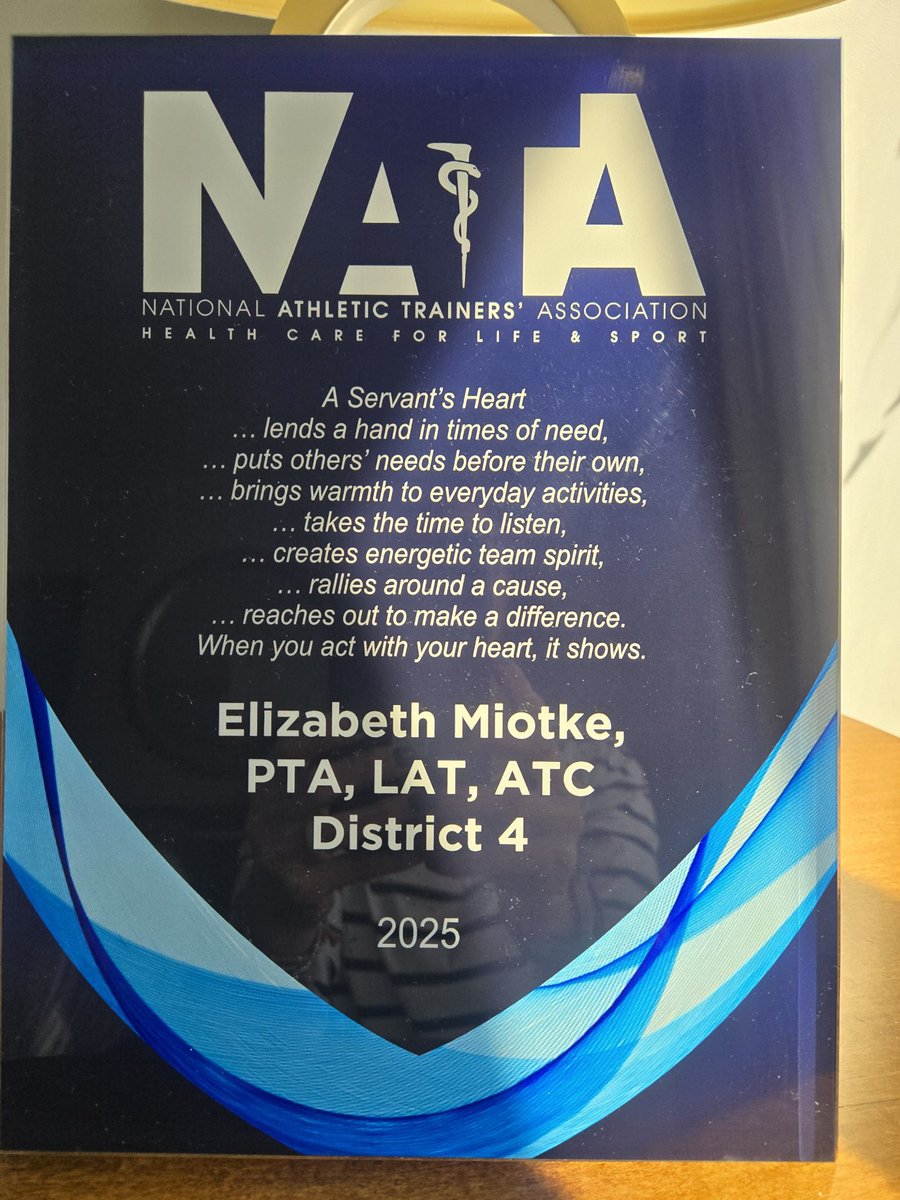 NATA
NATIONAL ATHLETIC TRAINERS' ASSOCIATION
HEALTH CARE FOR LIFE & SPORT
A Servant's Heart
… lends a hand in times of need,
… puts others' needs before their own,
… brings warmth to everyday activities,
… takes the time to listen,
… creates energetic team spirit,
… rallies around a cause,
… reaches out to make a difference.
When you act with your heart, it shows.
Elizabeth Miotke,
PTA, LAT, ATC
District 4
2025